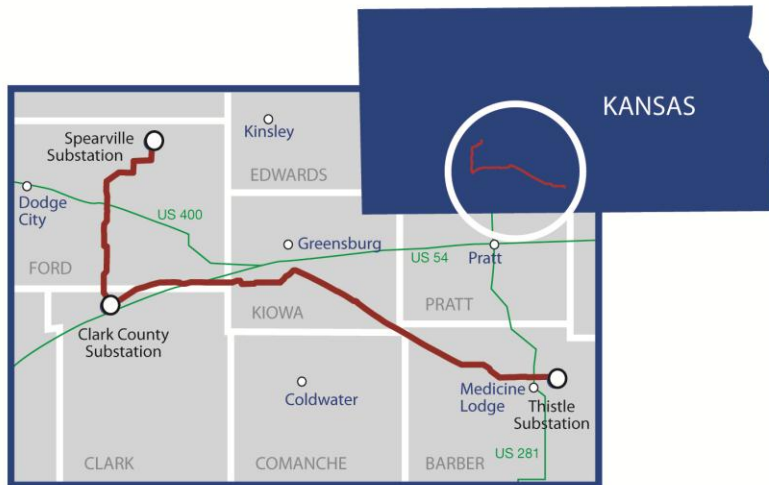 KANSAS
Spearville
Substation
Kinsley
EDWARDS
Dodge
City
US 400
Greensburg
US 54
Pratt
FORD
KIOWA
PRATT
Clark County
Substation
Coldwater
Medicine
Lodge
Thistle
Substation
US 281
CLARK
COMANCHE
BARBER